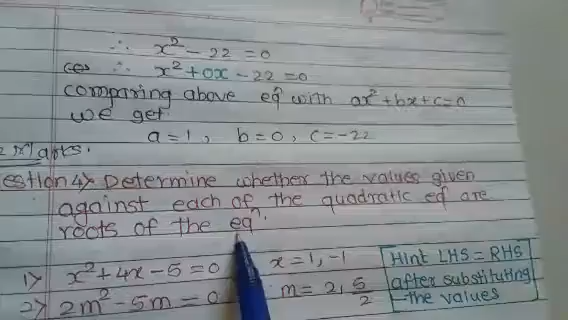 ∴ x² - 22 = 0
∴ x² + 0x - 22 = 0
comparing above eqⁿ with ax² + bx + c = 0
we get
a = 1, b = 0, c = -22
Marks.
estion 4> Determine whether the values given
against each of the quadratic eqⁿ are
roots of the eqⁿ.
1> x² + 4x - 5 = 0 x = 1, -1
2> 2m² - 5m = 0 m = 2, 5/2
Hint LHS = RHS
after substituting
the values